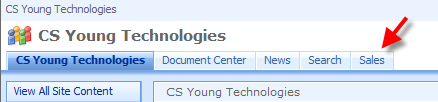 CS Young Technologies
CS Young Technologies
CS Young Technologies Document Center News Search Sales
View All Site Content CS Young Technologies